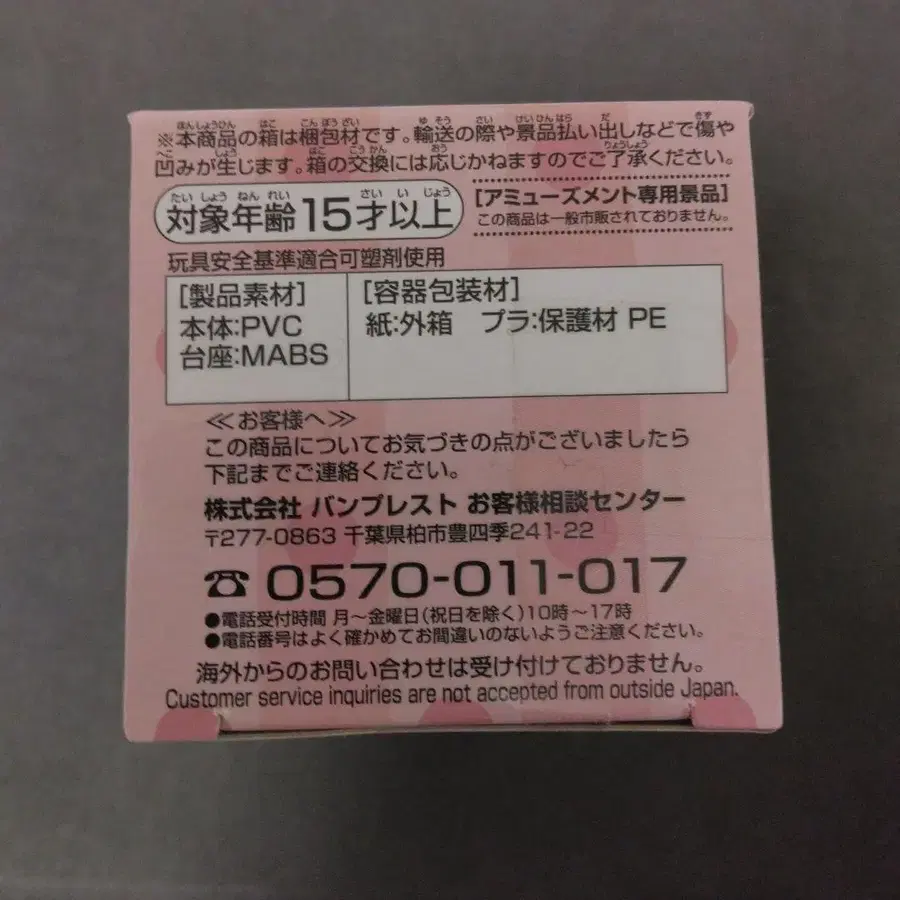 ※本商品の箱は梱包材です。輸送の際や景品払い出しなどで傷や
凹みが生じます。箱の交換には応じかねますのでご了承ください。
対象年齢15才以上
[アミューズメント専用景品]
この商品は一般市販されておりません。
玩具安全基準適合可塑剤使用
[製品素材]
本体:PVC
台座:MABS
[容器包装材]
紙:外箱 プラ:保護材 PE
≪お客様へ≫
この商品についてお気づきの点がございましたら
下記までご連絡ください。
株式会社 バンプレスト お客様相談センター
〒277-0863 千葉県柏市豊四季241-22
☎ 0570-011-017
●電話受付時間 月~金曜日(祝日を除く)10時~17時
●電話番号はよく確かめてお間違いのないようご注意ください。
海外からのお問い合わせは受け付けておりません。
Customer service inquiries are not accepted from outside Japan.